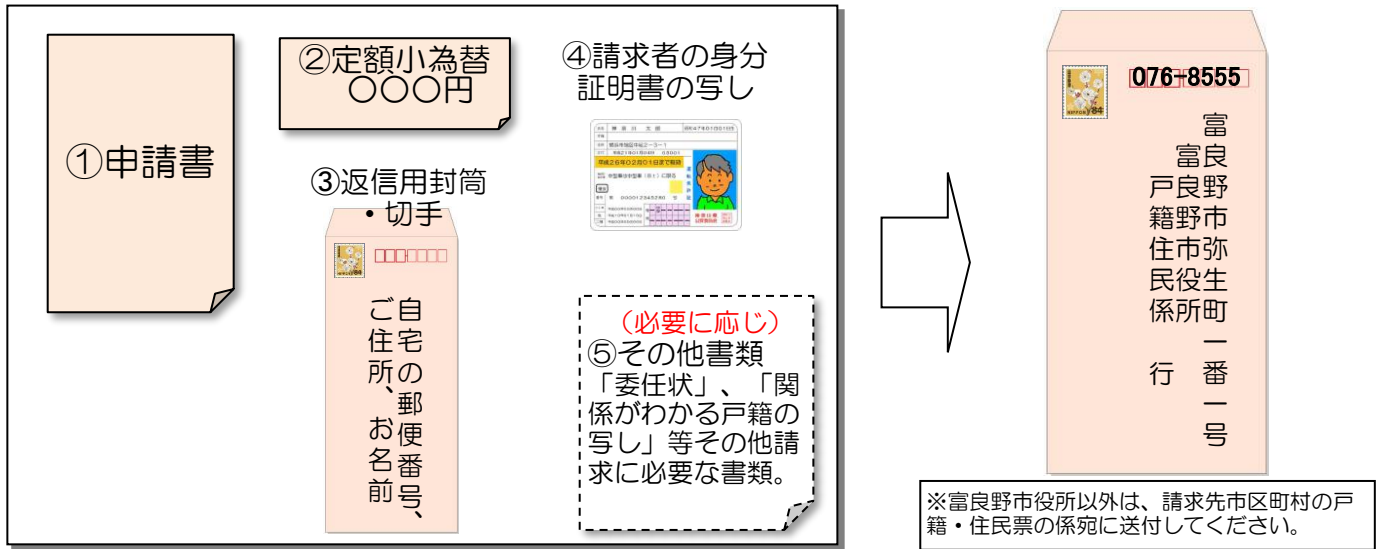 ①申請書
②定額小為替
〇〇〇円
③返信用封筒
・切手
自宅の郵便番号、
ご住所、お名前
④請求者の身分
証明書の写し
(必要に応じ)
⑤その他書類
「委任状」、「関
係がわかる戸籍の
写し」等その他請
求に必要な書類。
076-8555
富良野市弥生町一番一号
富良野市役所
戸籍住民係 行
※富良野市役所以外は、請求先市区町村の戸
籍・住民票の係宛に送付してください。